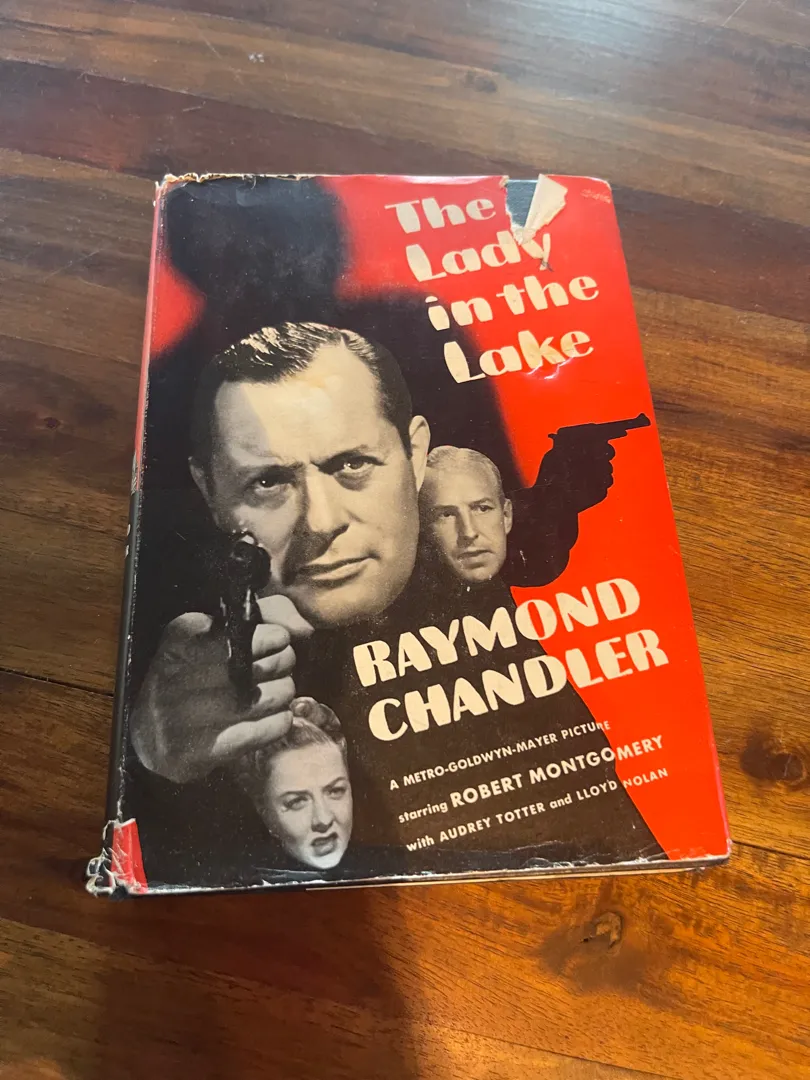 The
Lady
in the
Lake
RAYMOND
CHANDLER
A METRO-GOLDWYN-MAYER PICTURE
starring ROBERT MONTGOMERY
with AUDREY TOTTER and LLOYD NOLAN